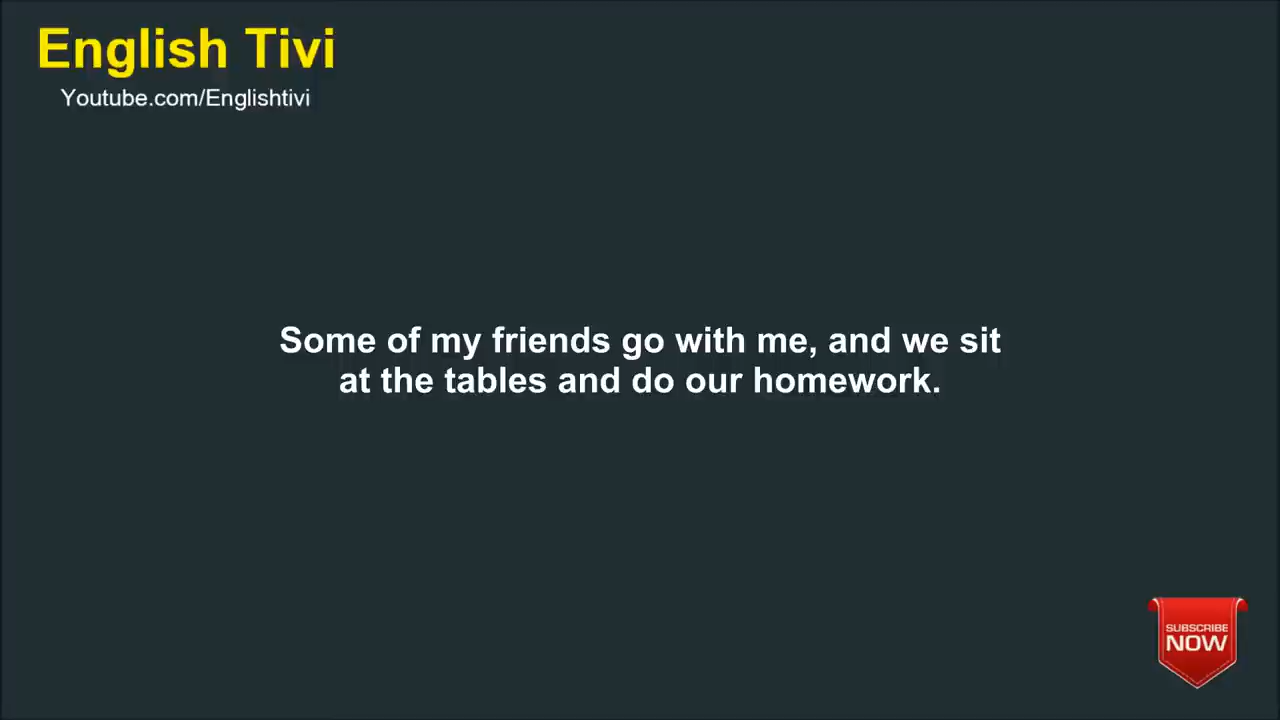 English Tivi
Youtube.com/Englishtivi
Some of my friends go with me, and we sit
at the tables and do our homework.
SUBSCRIBE
NOW